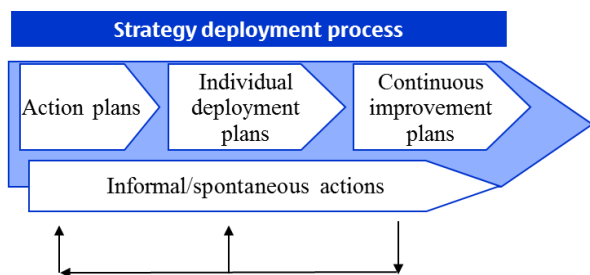 Strategy deployment process
Action plans
Individual
deployment
plans
Continuous
improvement
plans
Informal/spontaneous actions